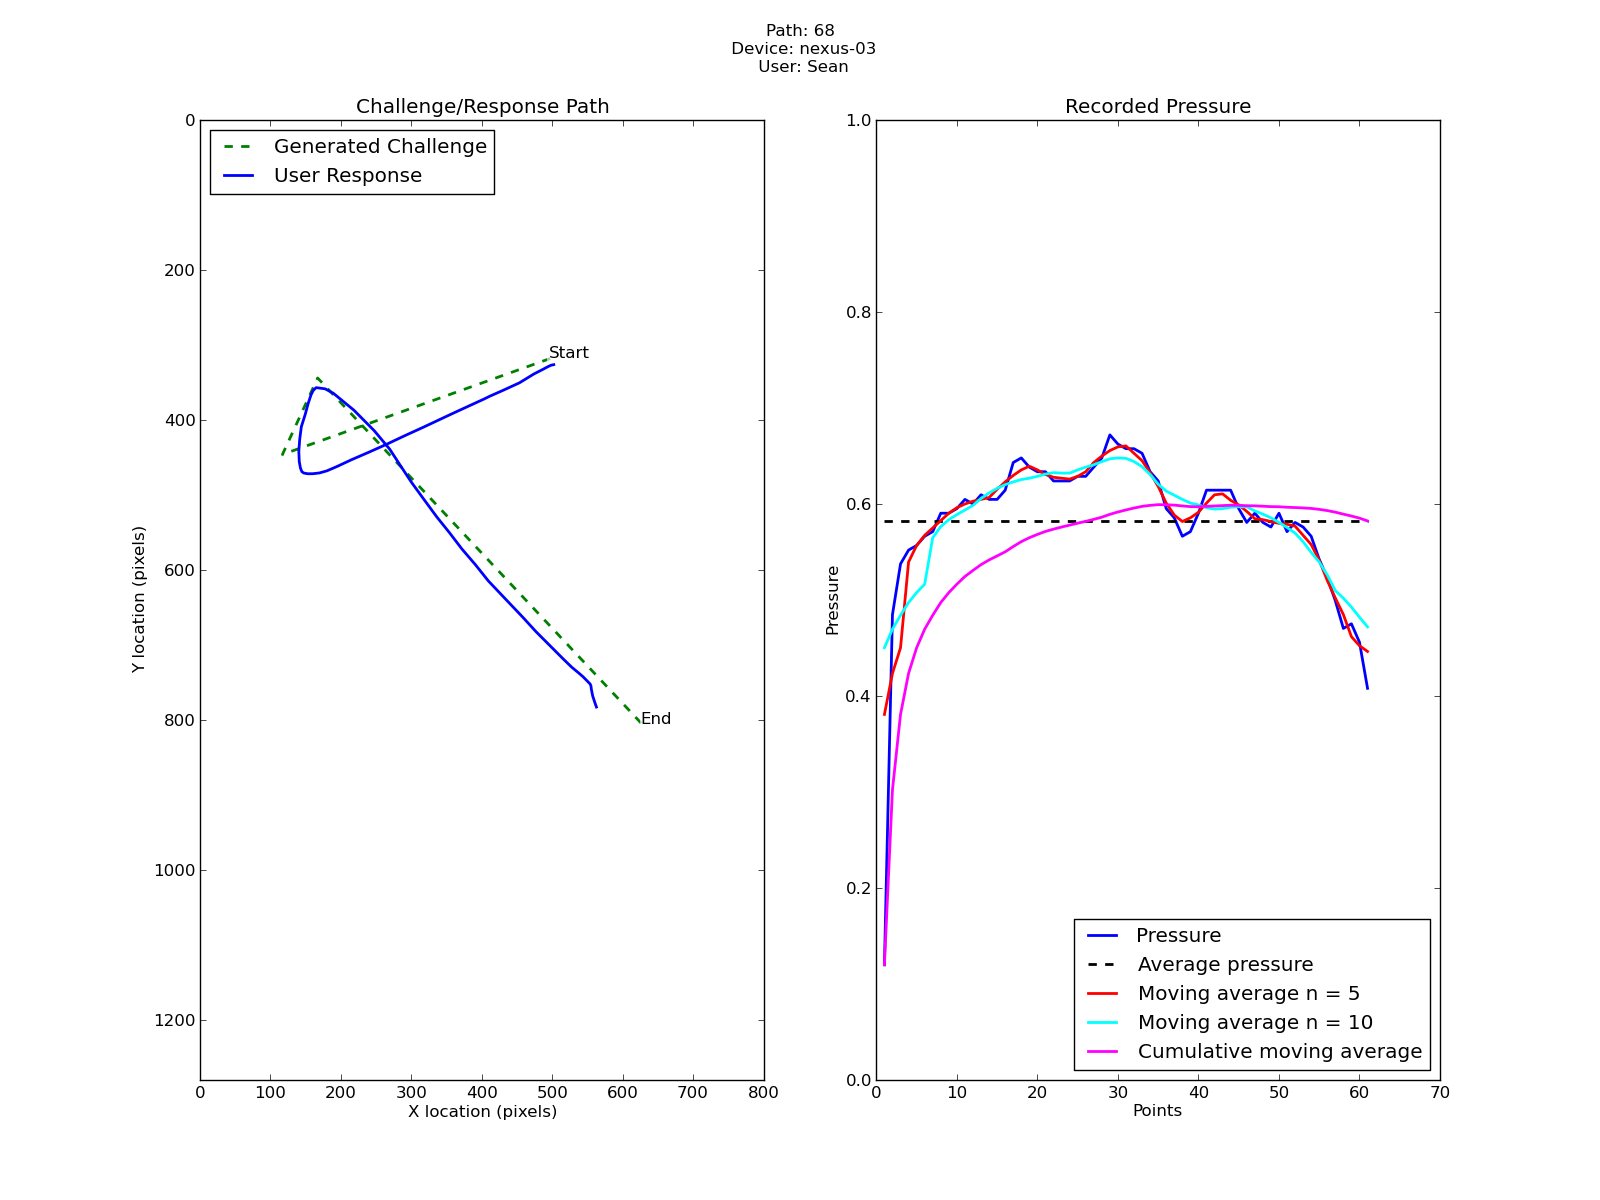 Path: 68
Device: nexus-03
User: Sean
Challenge/Response Path
0
200
400
600
800
1000
1200
Y location (pixels)
Generated Challenge
User Response
Start
End
0 100 200 300 400 500 600 700 800
X location (pixels)
Recorded Pressure
1.0
0.8
0.6
0.4
0.2
0.0
Pressure
Pressure
Average pressure
Moving average n = 5
Moving average n = 10
Cumulative moving average
0 10 20 30 40 50 60 70
Points